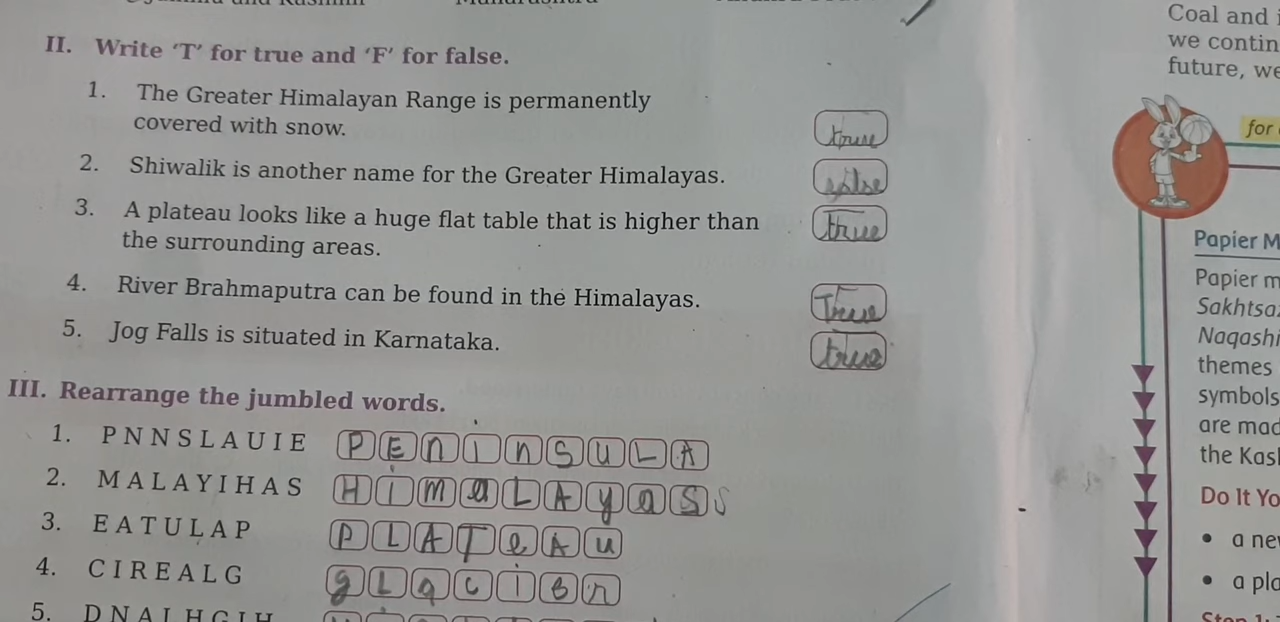 Coal and
we contin
future, we
II. Write 'T' for true and 'F' for false.
1. The Greater Himalayan Range is permanently
covered with snow. true
2. Shiwalik is another name for the Greater Himalayas. false
3. A plateau looks like a huge flat table that is higher than
the surrounding areas. true
4. River Brahmaputra can be found in the Himalayas. True
5. Jog Falls is situated in Karnataka. true
III. Rearrange the jumbled words.
1. P N N S L A U I E P E n i n S U L A
2. M A L A Y I H A S H i m a L A y a S S
3. E A T U L A P P L A T e A u
4. C I R E A L G g L a c i e r
5. D N A I H G I H
for
Papier M
Papier m
Sakhtsa
Naqashi
themes
symbols
are mad
the Kas
Do It Yo
• a ne
• a pla
Step 1: